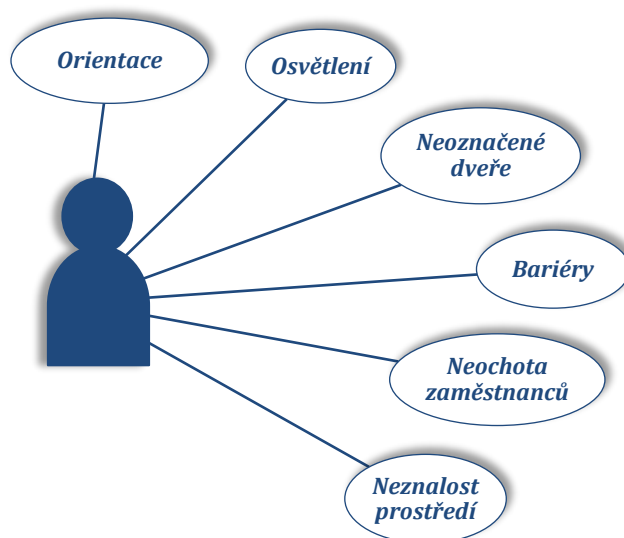 Orientace
Osvětlení
Neoznačené
dveře
Bariéry
Neochota
zaměstnanců
Neznalost
prostředí